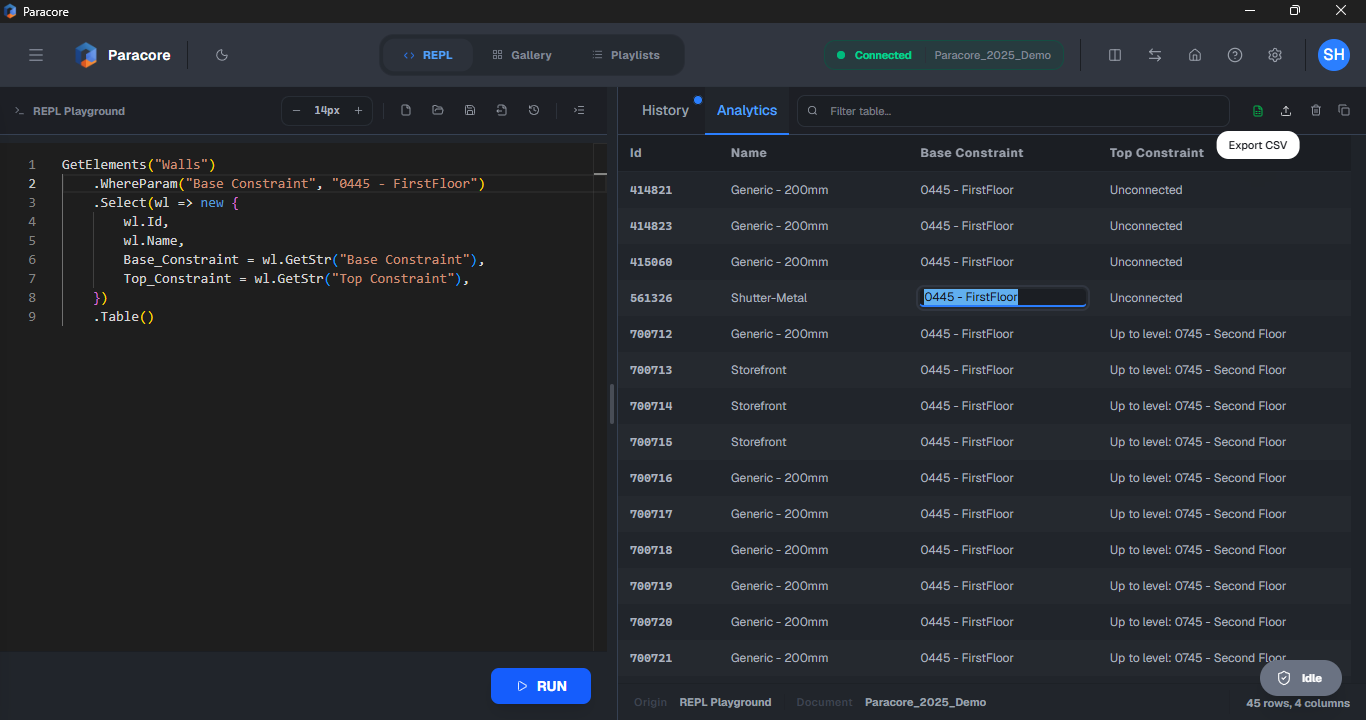 Paracore
Paracore
REPL
Gallery
Playlists
Connected
Paracore_2025_Demo
SH
REPL Playground
14px
History
Analytics
Filter table...
Export CSV
1 GetElements("Walls")
2 .WhereParam("Base Constraint", "0445 - FirstFloor")
3 .Select(wl => new {
4 wl.Id,
5 wl.Name,
6 Base_Constraint = wl.GetStr("Base Constraint"),
7 Top_Constraint = wl.GetStr("Top Constraint"),
8 })
9 .Table()
RUN
Id Name Base Constraint Top Constraint
414821 Generic - 200mm 0445 - FirstFloor Unconnected
414823 Generic - 200mm 0445 - FirstFloor Unconnected
415060 Generic - 200mm 0445 - FirstFloor Unconnected
561326 Shutter-Metal 0445 - FirstFloor Unconnected
700712 Generic - 200mm 0445 - FirstFloor Up to level: 0745 - Second Floor
700713 Storefront 0445 - FirstFloor Up to level: 0745 - Second Floor
700714 Storefront 0445 - FirstFloor Up to level: 0745 - Second Floor
700715 Storefront 0445 - FirstFloor Up to level: 0745 - Second Floor
700716 Generic - 200mm 0445 - FirstFloor Up to level: 0745 - Second Floor
700717 Generic - 200mm 0445 - FirstFloor Up to level: 0745 - Second Floor
700718 Generic - 200mm 0445 - FirstFloor Up to level: 0745 - Second Floor
700719 Generic - 200mm 0445 - FirstFloor Up to level: 0745 - Second Floor
700720 Generic - 200mm 0445 - FirstFloor Up to level: 0745 - Second Floor
700721 Generic - 200mm 0445 - FirstFloor Up to level: 0745 - Second Floor
Idle
Origin REPL Playground Document Paracore_2025_Demo 45 rows, 4 columns